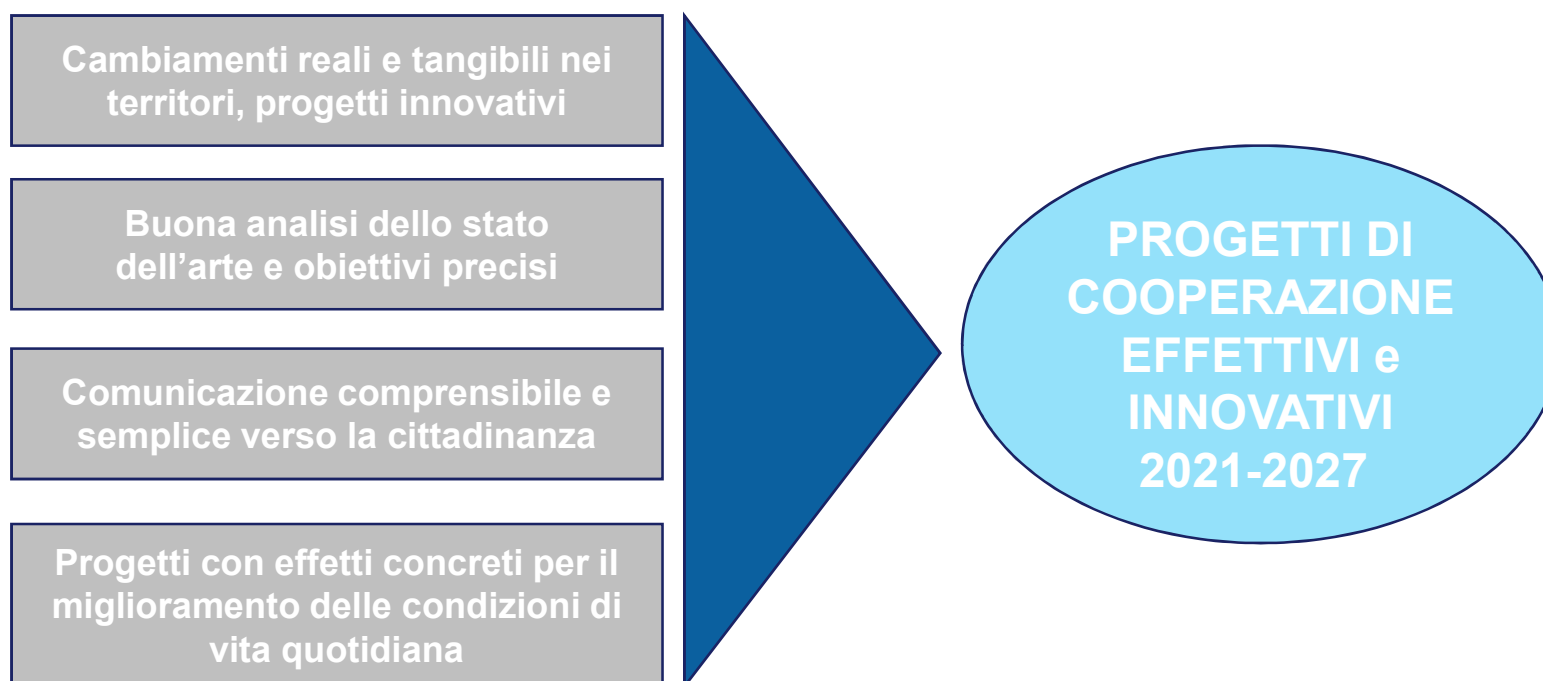 Cambiamenti reali e tangibili nei
territori, progetti innovativi
Buona analisi dello stato
dell’arte e obiettivi precisi
Comunicazione comprensibile e
semplice verso la cittadinanza
Progetti con effetti concreti per il
miglioramento delle condizioni di
vita quotidiana
PROGETTI DI
COOPERAZIONE
EFFETTIVI e
INNOVATIVI
2021-2027